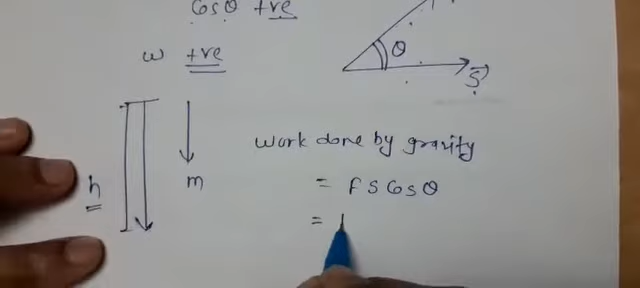 Cosθ +ve
θ
w +ve
S
Work done by gravity
h
m
= FSCosθ
=